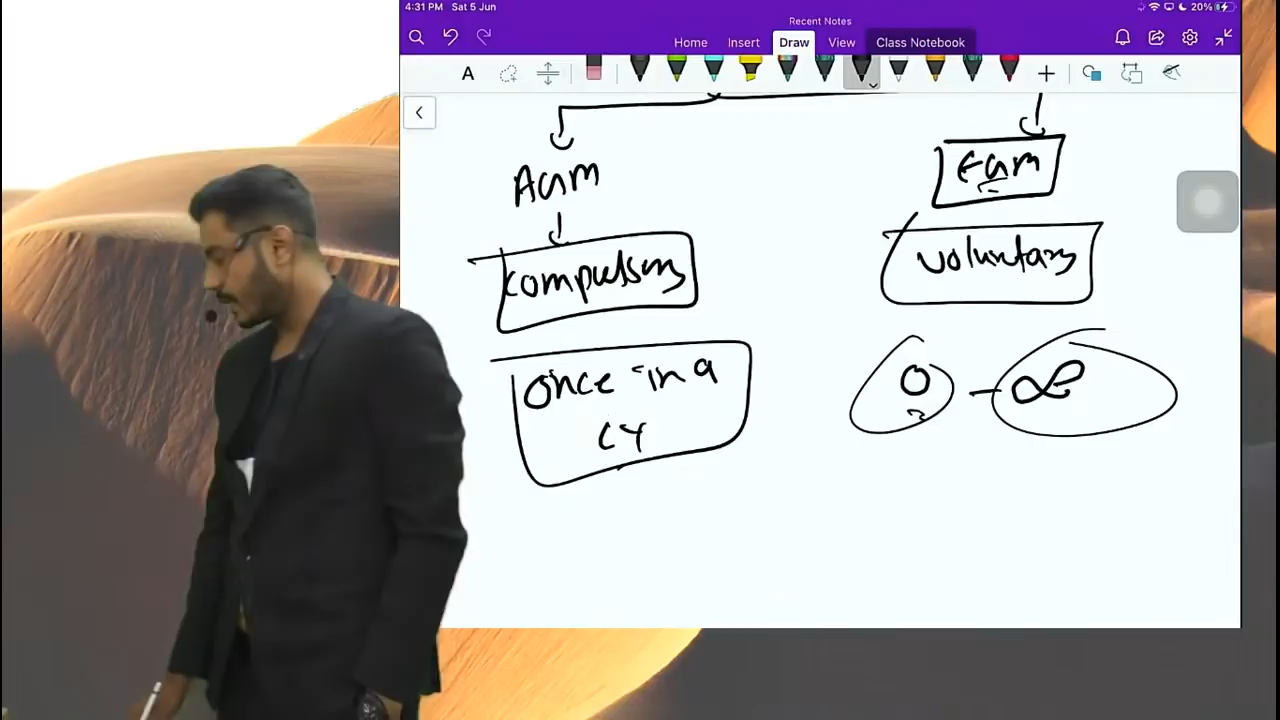 4:31 PM Sat 5 Jun
20%
Recent Notes
Home Insert Draw View Class Notebook
A
AGM
EGM
compulsory
voluntary
once in a
CY
0 - ∞